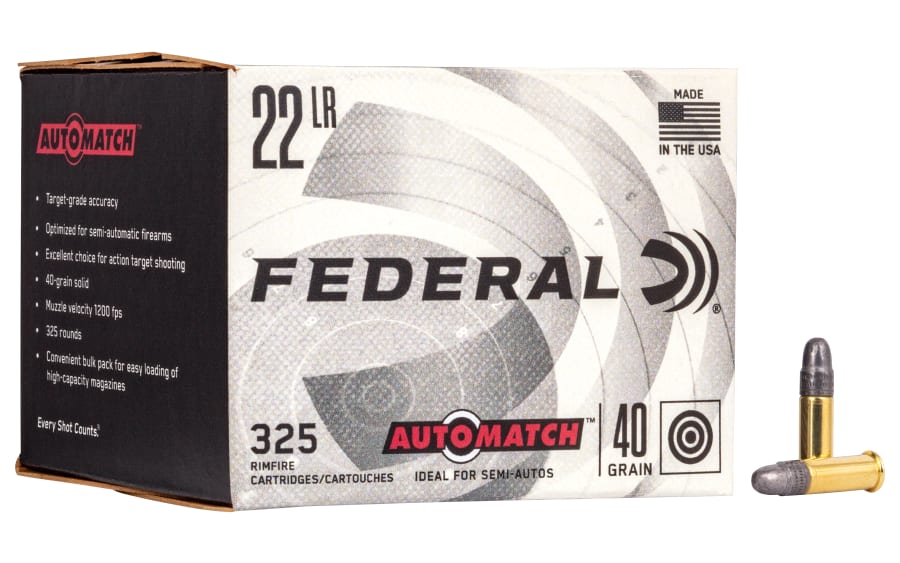 AUTOMATCH™
• Target-grade accuracy
• Optimized for semi-automatic firearms
• Excellent choice for action target shooting
• 40-grain solid
• Muzzle velocity 1200 fps
• 325 rounds
• Convenient bulk pack for easy loading of
high-capacity magazines
Every Shot Counts.®
22 LR
MADE
IN THE USA
FEDERAL®
325
RIMFIRE
CARTRIDGES/CARTOUCHES
AUTOMATCH™
IDEAL FOR SEMI-AUTOS
40
GRAIN